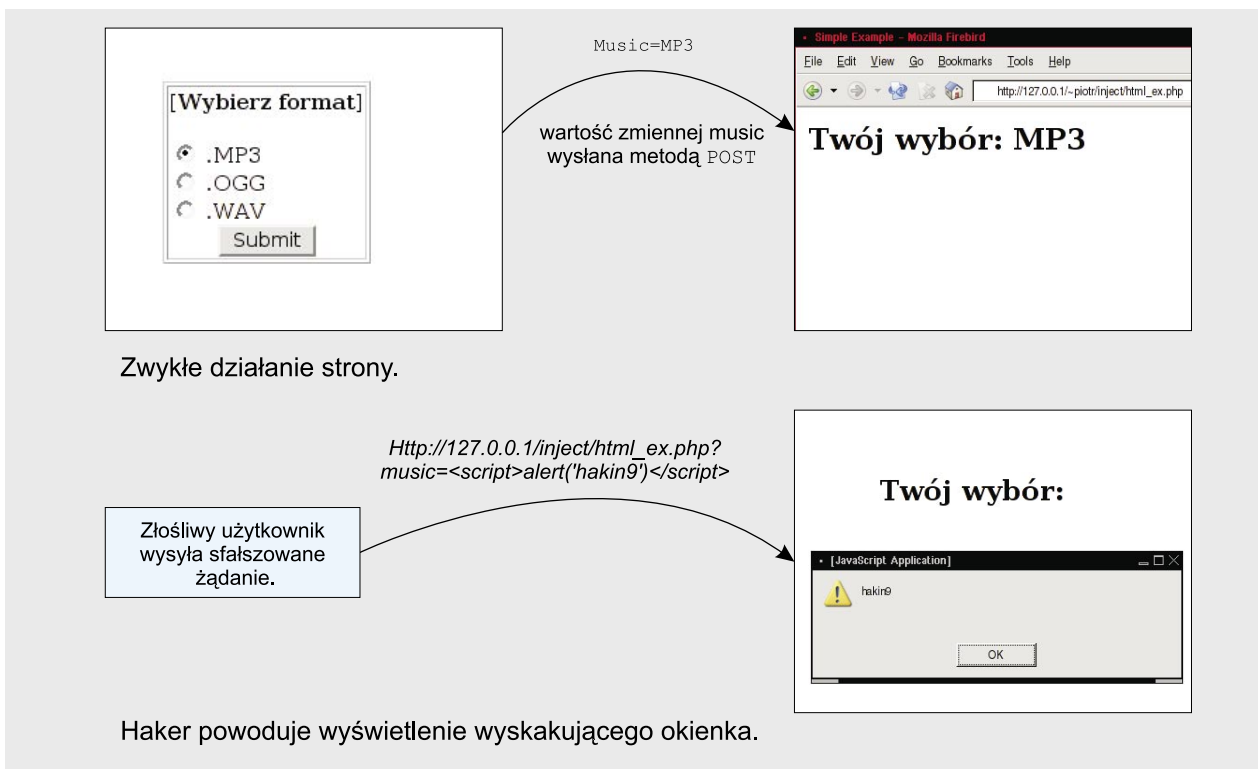 [Wybierz format]
.MP3
.OGG
.WAV
Submit
Music=MP3
wartość zmiennej music
wysłana metodą POST
Simple Example - Mozilla Firebird
File Edit View Go Bookmarks Tools Help
http://127.0.0.1/~piotr/inject/html_ex.php
Twój wybór: MP3
Zwykłe działanie strony.
Http://127.0.0.1/inject/html_ex.php?
music=<script>alert('hakin9')</script>
Złośliwy użytkownik
wysyła sfałszowane
żądanie.
Twój wybór:
[JavaScript Application]
hakin9
OK
Haker powoduje wyświetlenie wyskakującego okienka.